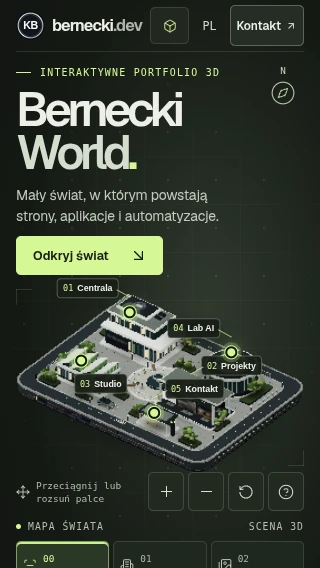 KB bernecki.dev PL Kontakt
INTERAKTYWNE PORTFOLIO 3D
N
Bernecki
World.
Mały świat, w którym powstają
strony, aplikacje i automatyzacje.
Odkryj świat
01 Centrala
04 Lab AI
02 Projekty
03 Studio
05 Kontakt
Przeciągnij lub
rozsuń palce
MAPA ŚWIATA SCENA 3D
00 01 02